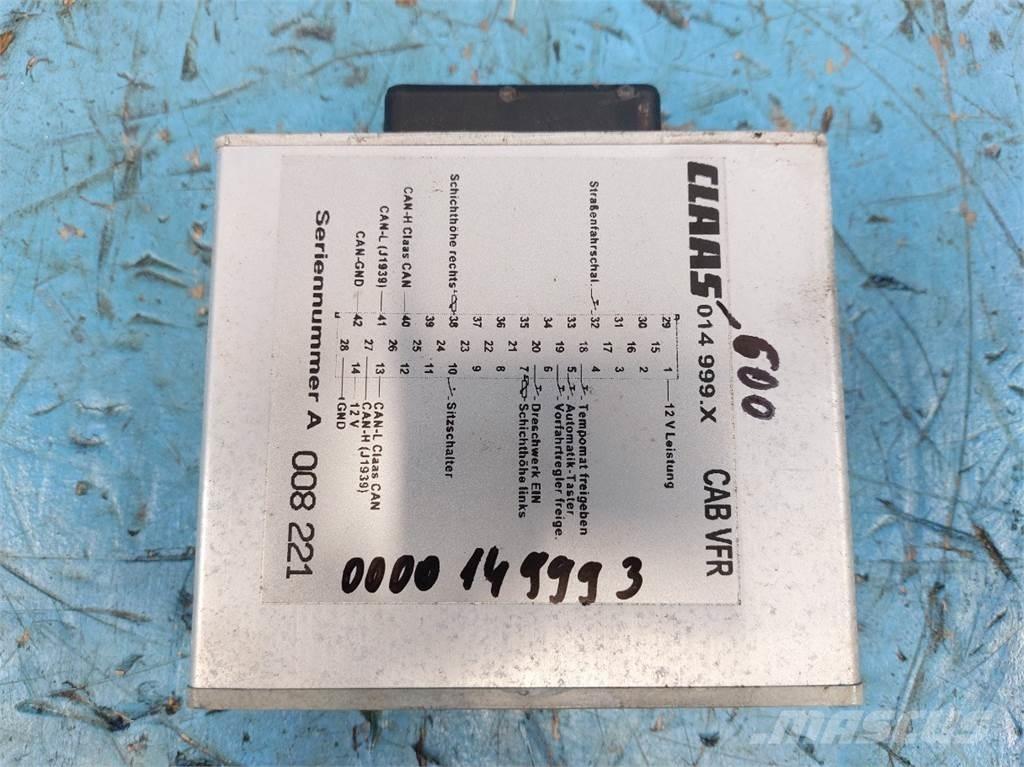 CLAAS 014 999.X CAB VFR
-600
29 1 12 V Leistung
15
30 2
16
31 3
17
Straßenfahrschal. 32 4
18 Tempomat freigeben
33 5 Automatik-Taster
19 Vorfahrtregler freige.
34 6
20 Dreschwerk EIN
35 7 Schichthöhe links
21
36 8
22
37 9
23
Schichthöhe rechts 38 10 Sitzschalter
24
39 11
25
CAN-H Claas CAN 40 12
26
CAN-L (J1939) 41 13 CAN-L Claas CAN
27 CAN-H (J1939)
CAN-GND 42 14 12 V
28 GND
Seriennummer A 008 221
0000 149993
MASCUS